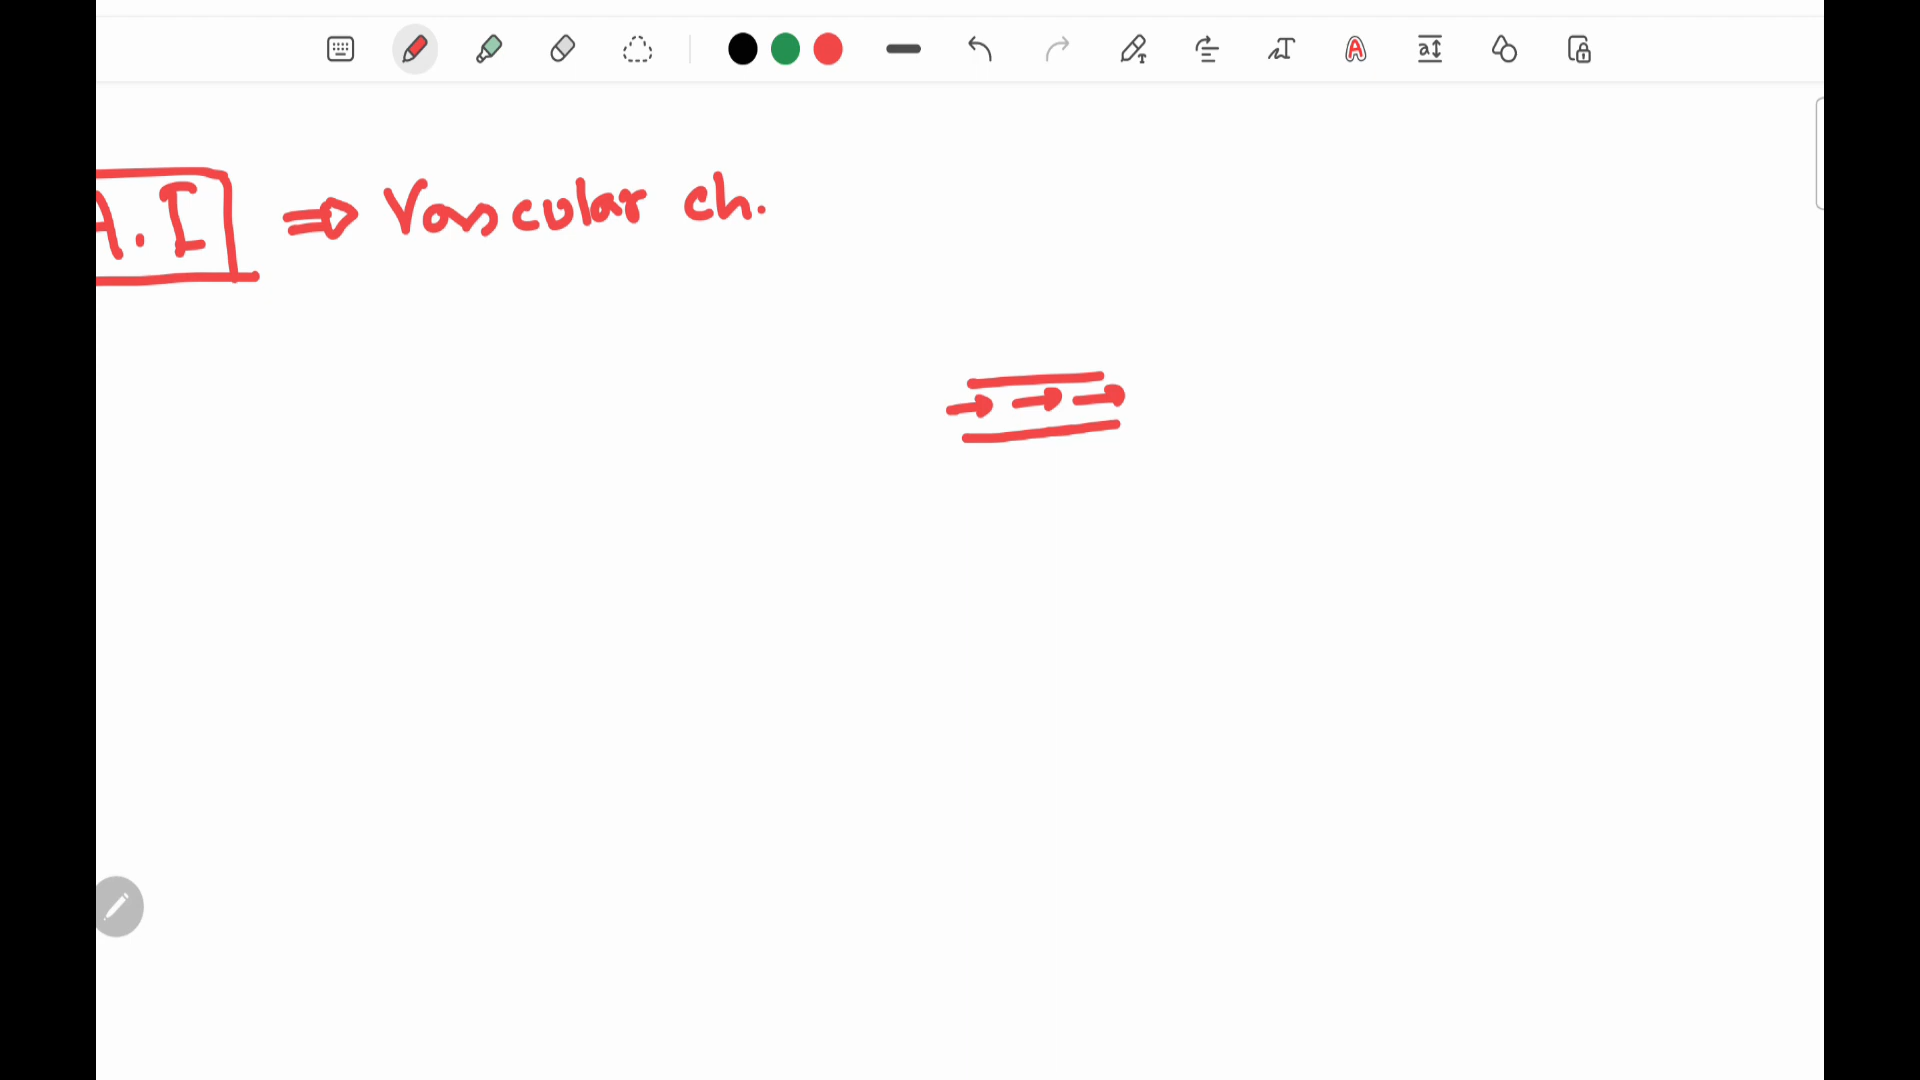 A.I ⇒ Vascular ch.